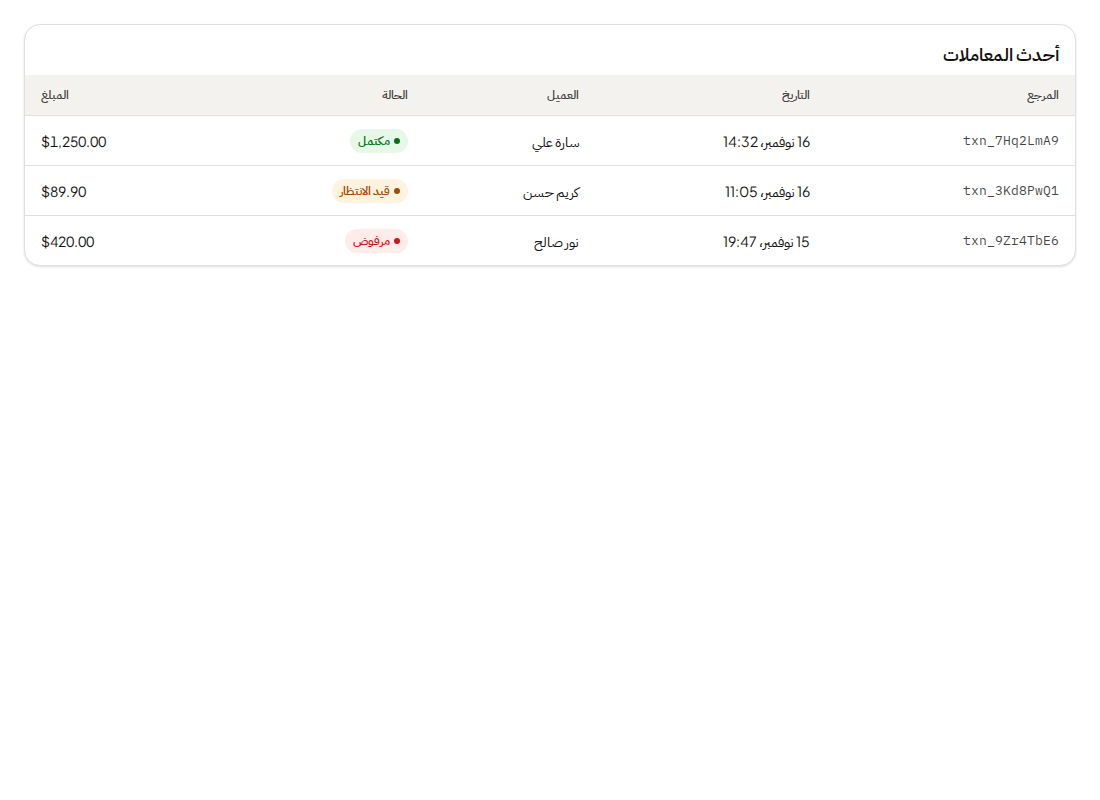 أحدث المعاملات
المرجع التاريخ العميل الحالة المبلغ
txn_7Hq2LmA9 16 نوفمبر، 14:32 سارة علي مكتمل $1,250.00
txn_3Kd8PwQ1 16 نوفمبر، 11:05 كريم حسن قيد الانتظار $89.90
txn_9Zr4TbE6 15 نوفمبر، 19:47 نور صالح مرفوض $420.00